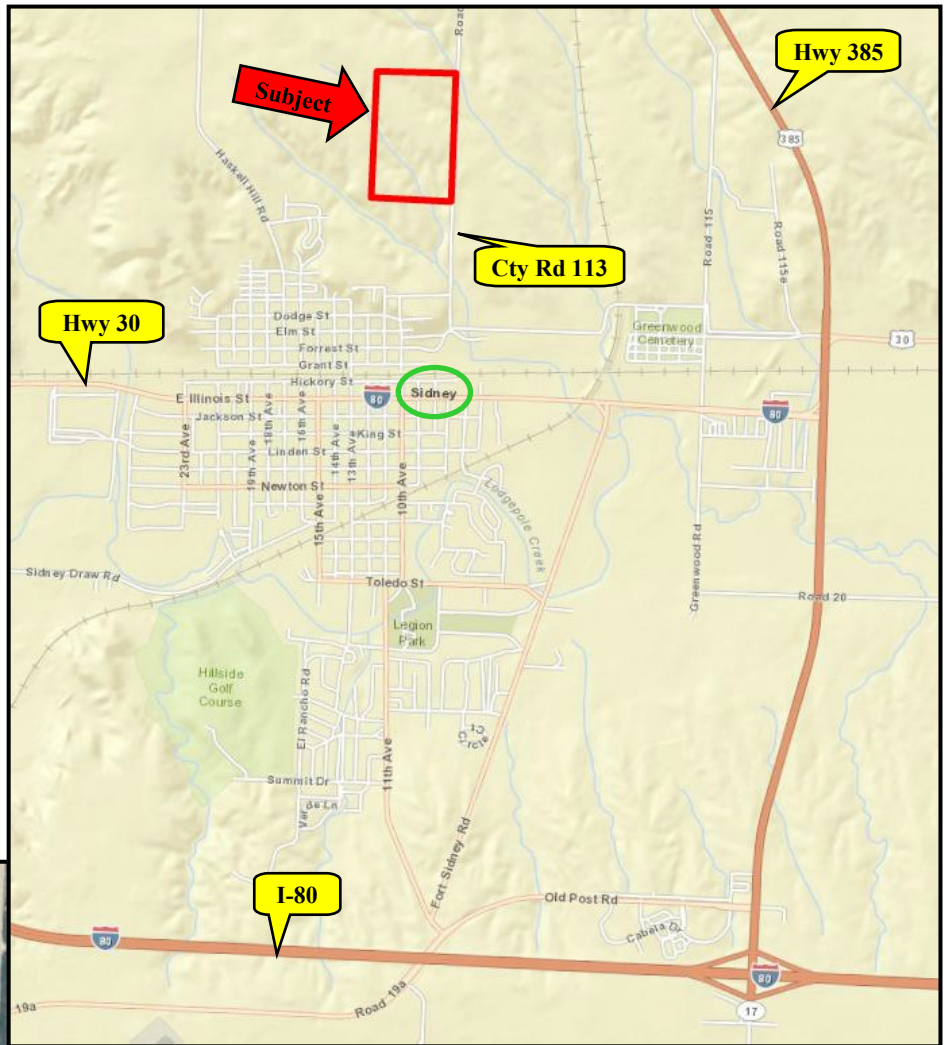 Road
Hwy 385
Subject
385
Haskell Hill Rd
Road 115
Road 115e
Cty Rd 113
Hwy 30
Dodge St
Elm St
Forrest St
Grant St
Hickory St
Greenwood
Cemetery
30
E Illinois St
80
Sidney
80
Jackson St
23rd Ave
19th Ave
18th Ave
15th Ave
14th Ave
13th Ave
King St
Linden St
10th Ave
Newton St
15th Ave
Lodgepole Creek
Sidney Draw Rd
Toledo St
Greenwood Rd
Road 20
Legion
Park
Hillside
Golf
Course
El Rancho Rd
Ct
Circle
11th Ave
Summit Dr
Verde Ln
Fort Sidney Rd
I-80
Old Post Rd
Cabela Dr
80
80
19a
Road 19a
17